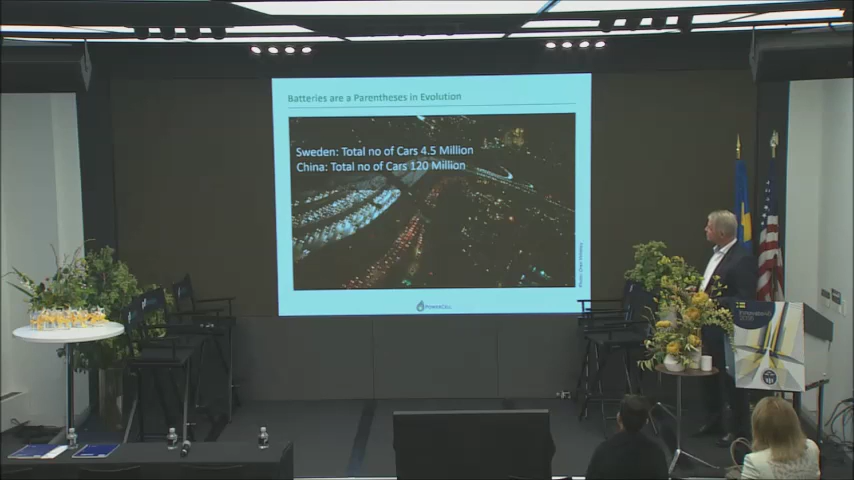 Batteries are a Parentheses in Evolution
Sweden: Total no of Cars 4.5 Million
China: Total no of Cars 120 Million
PowerCell